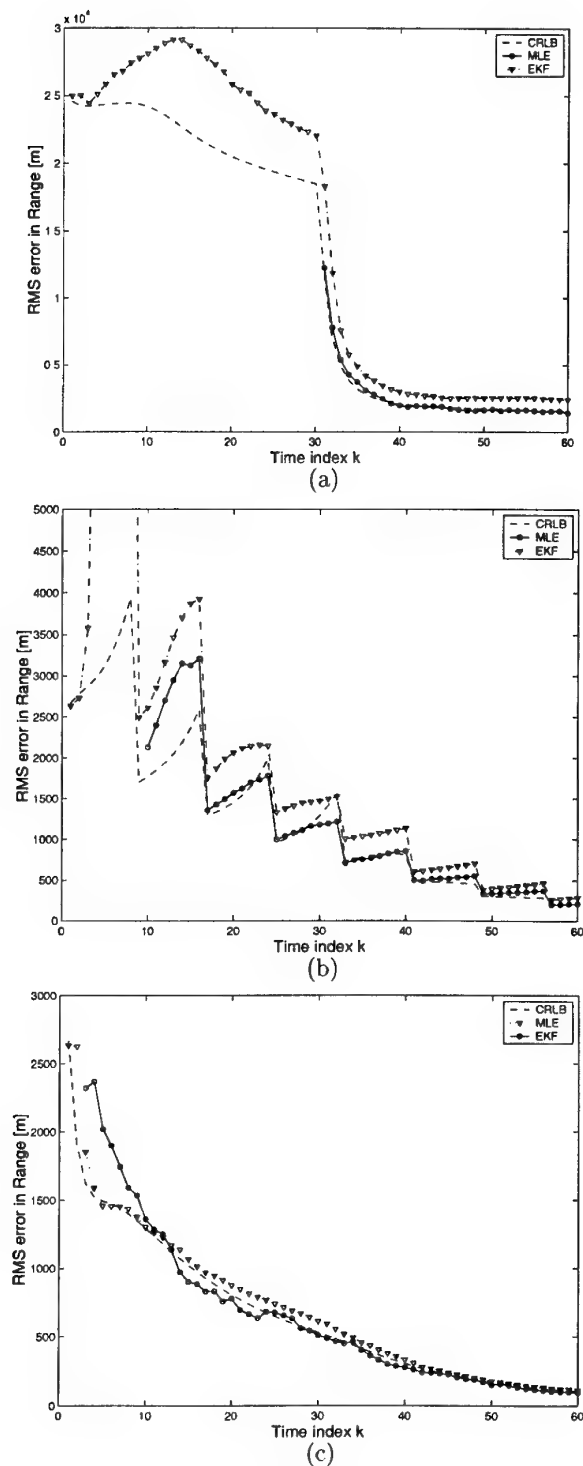 x 10⁴
3
2 5
2
1 5
1
0 5
0
RMS error in Range [m]
0 10 20 30 40 50 60
Time index k
CRLB
MLE
EKF
(a)
5000
4500
4000
3500
3000
2500
2000
1500
1000
500
0
RMS error in Range [m]
0 10 20 30 40 50 60
Time index k
CRLB
MLE
EKF
(b)
3000
2500
2000
1500
1000
500
0
RMS error in Range [m]
0 10 20 30 40 50 60
Time index k
CRLB
MLE
EKF
(c)